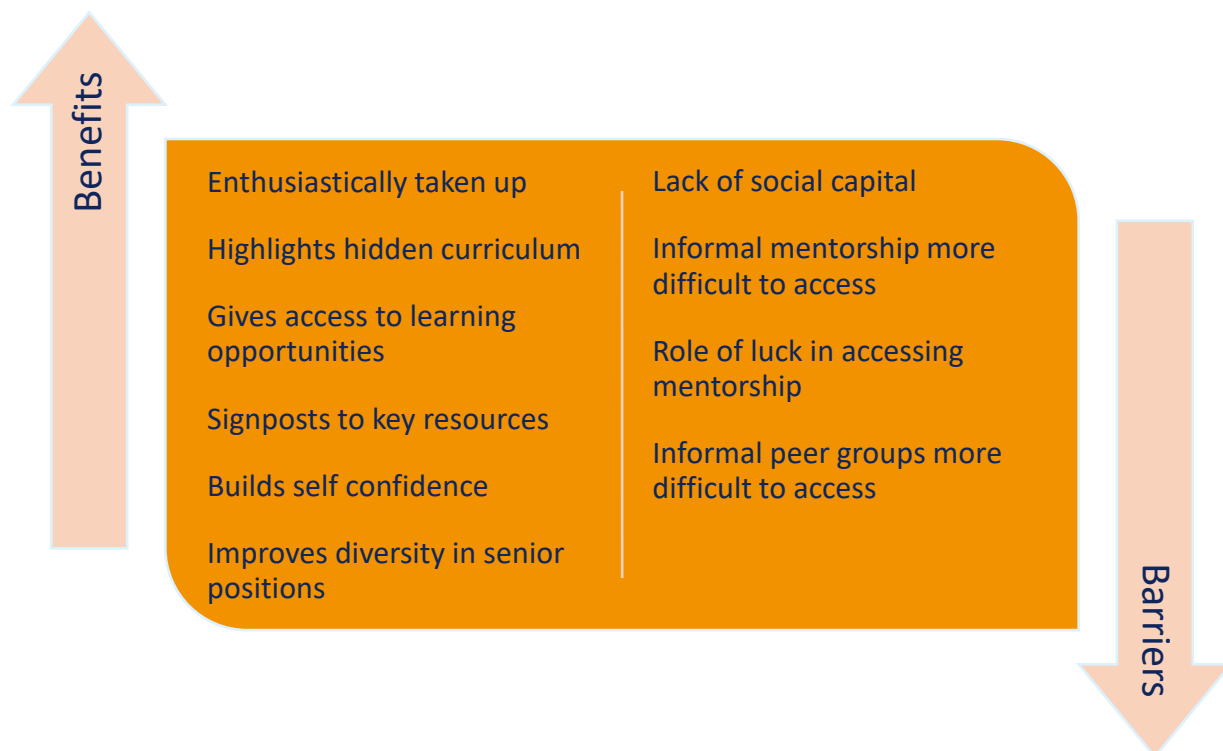 Benefits
Enthusiastically taken up
Highlights hidden curriculum
Gives access to learning
opportunities
Signposts to key resources
Builds self confidence
Improves diversity in senior
positions
Lack of social capital
Informal mentorship more
difficult to access
Role of luck in accessing
mentorship
Informal peer groups more
difficult to access
Barriers